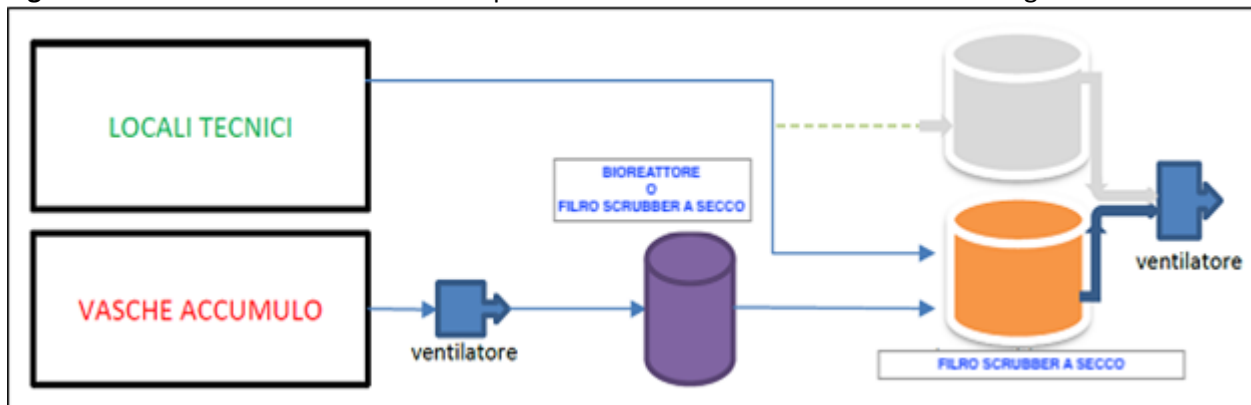 LOCALI TECNICI
BIOREATTORE
O
FILRO SCRUBBER A SECCO
VASCHE ACCUMULO
ventilatore
ventilatore
FILRO SCRUBBER A SECCO